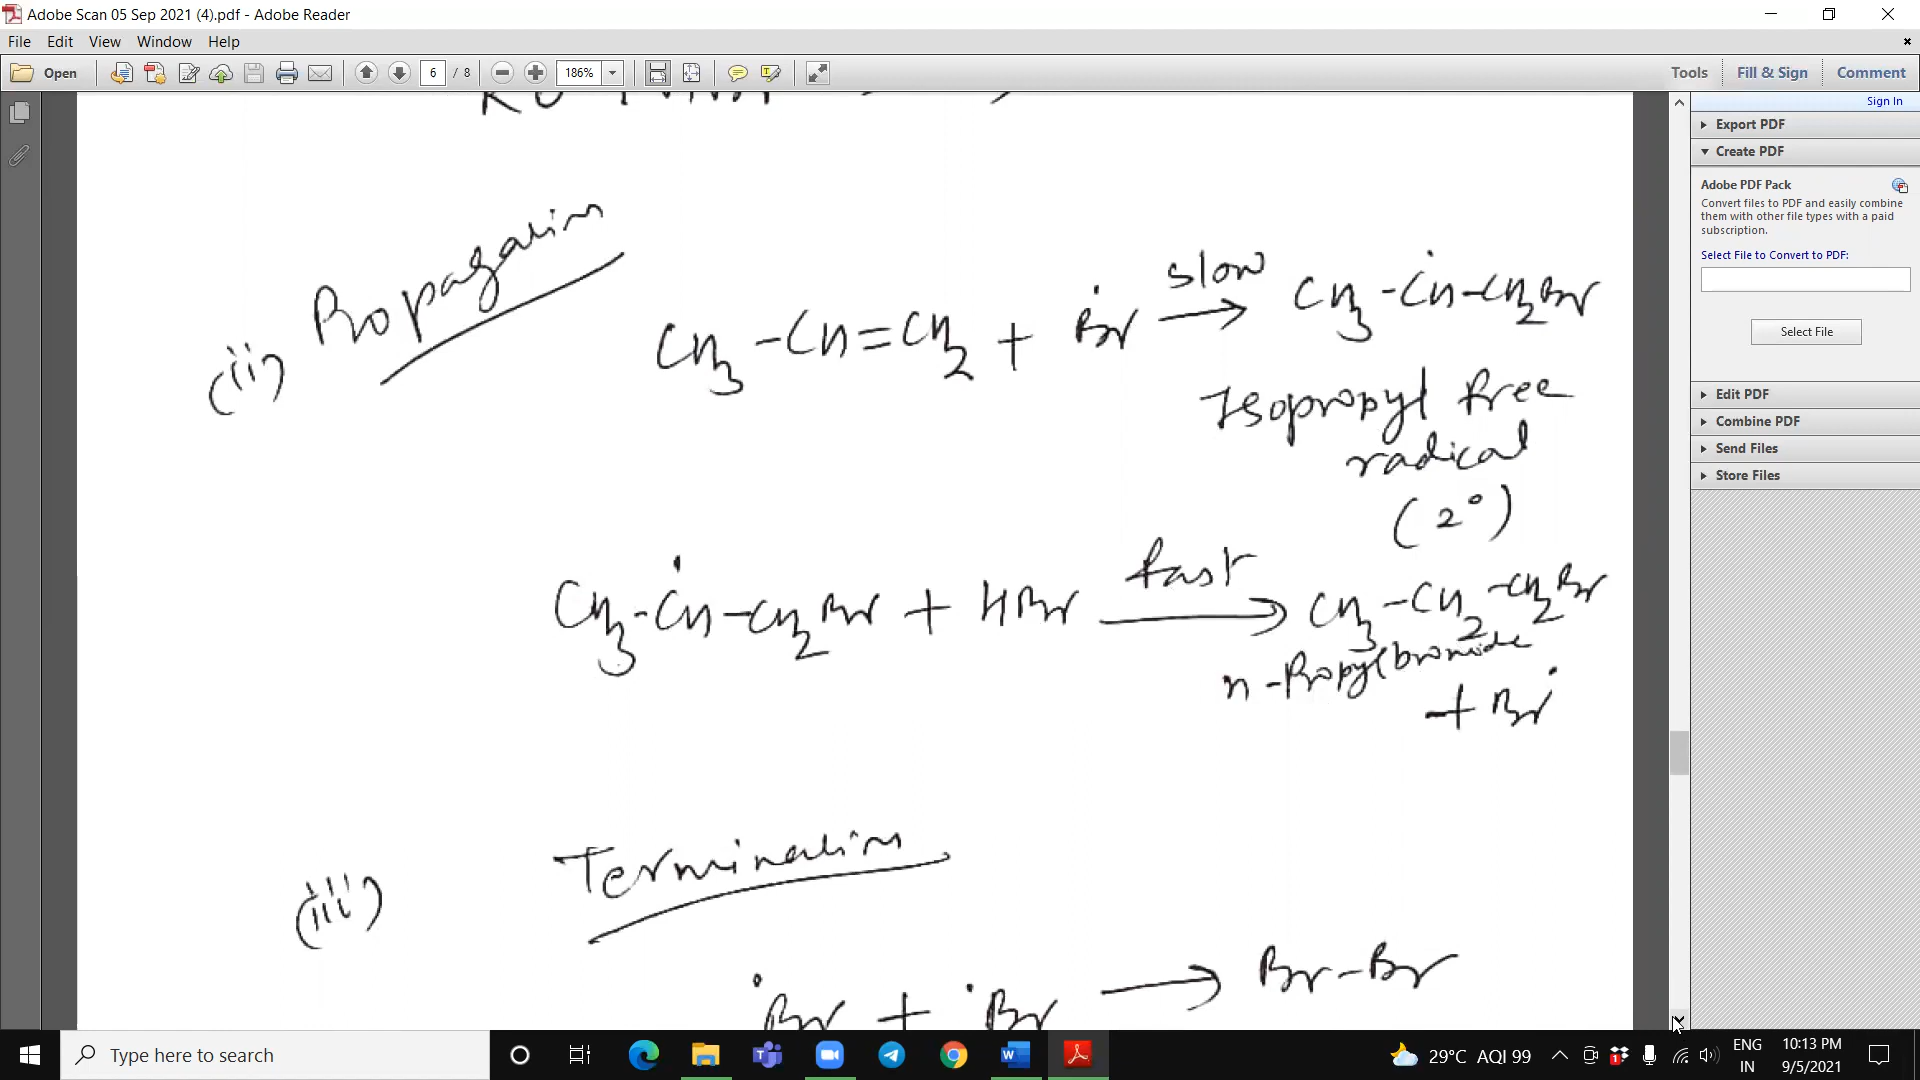 Adobe Scan 05 Sep 2021 (4).pdf - Adobe Reader
File Edit View Window Help
Open 6 / 8 186% Tools Fill & Sign Comment
Sign In
Export PDF
Create PDF
Adobe PDF Pack
Convert files to PDF and easily combine
them with other file types with a paid
subscription.
Select File to Convert to PDF:
Select File
Edit PDF
Combine PDF
Send Files
Store Files
(ii) Propagation
CH3-CH=CH2 + Ḃr slow → CH3-ĊH-CH2Br
Isopropyl free
radical
(2°)
CH3-ĊH-CH2Br + HBr fast → CH3-CH2-CH2Br
n-Propylbromide
+ Br˙
(iii) Termination
˙Br + ˙Br → Br-Br
Type here to search
29°C AQI 99
ENG
IN
10:13 PM
9/5/2021